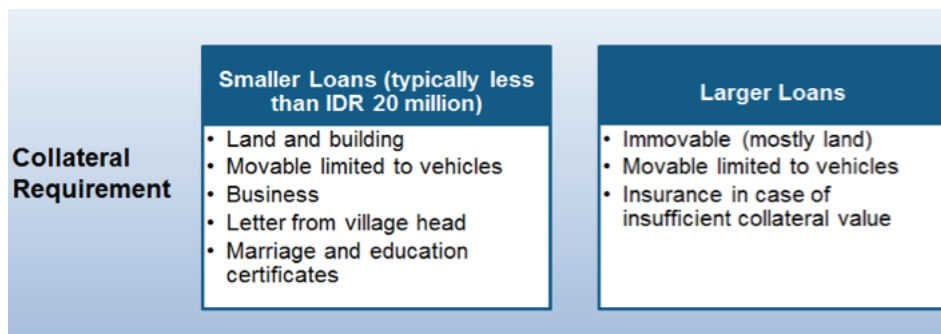 Collateral
Requirement
Smaller Loans (typically less
than IDR 20 million)
• Land and building
• Movable limited to vehicles
• Business
• Letter from village head
• Marriage and education
certificates
Larger Loans
• Immovable (mostly land)
• Movable limited to vehicles
• Insurance in case of
insufficient collateral value